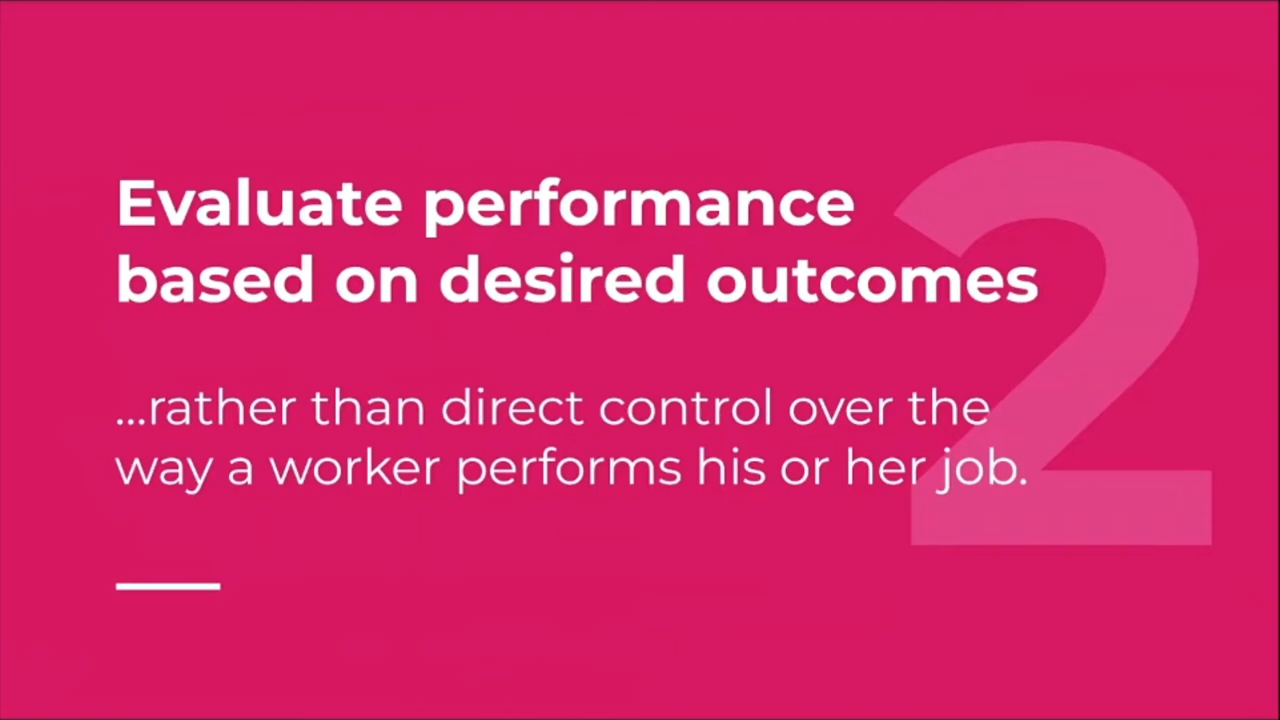 Evaluate performance
based on desired outcomes
...rather than direct control over the
way a worker performs his or her job.
2